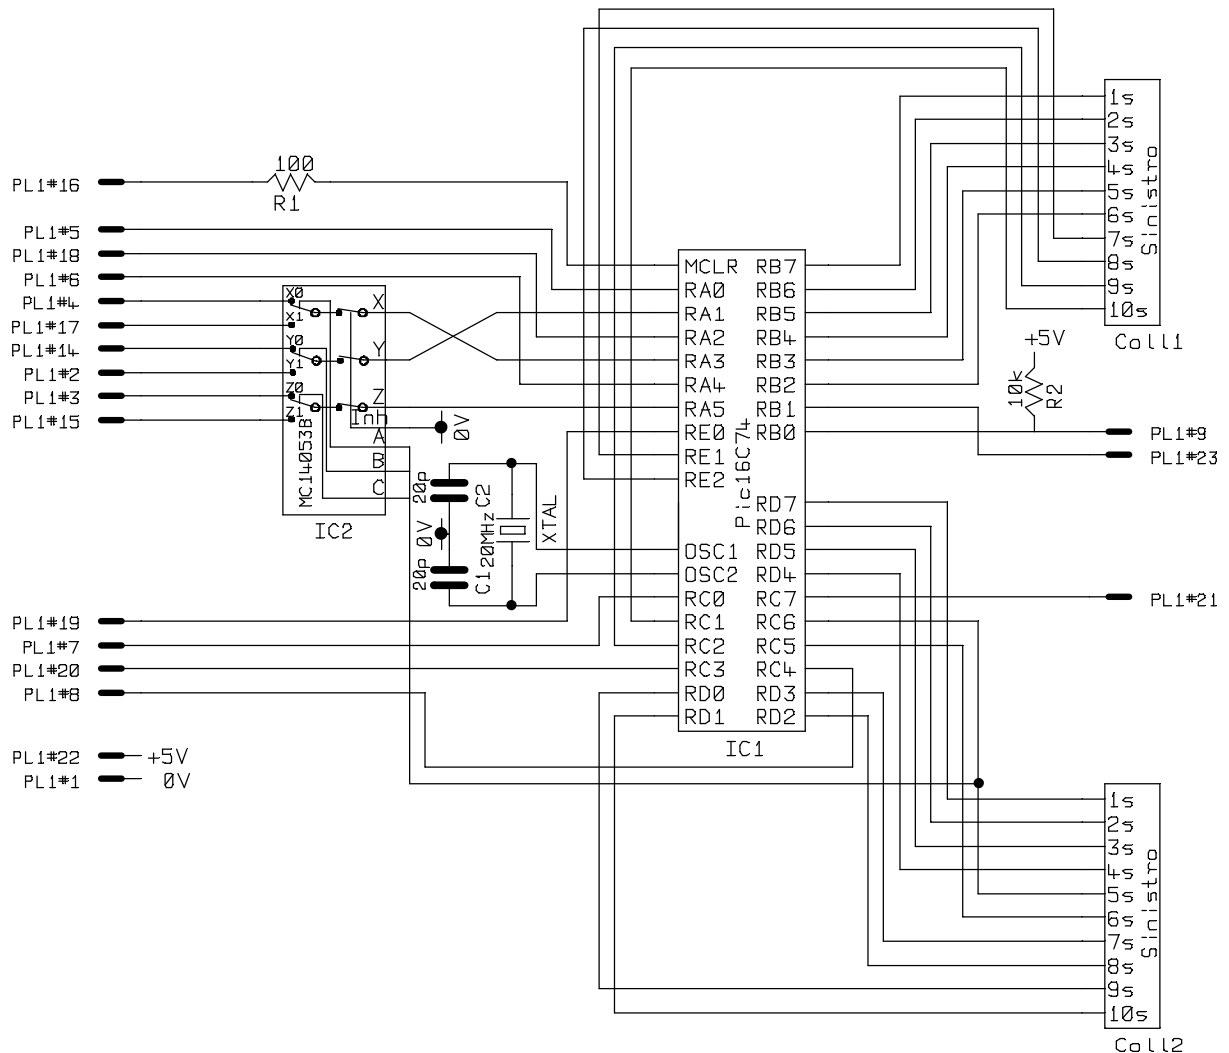 100
R1
PL1#16
PL1#5
PL1#18
PL1#6
PL1#4
PL1#17
PL1#14
PL1#2
PL1#3
PL1#15
X0
X1
Y0
Y1
Z0
Z1
X
Y
Z
Inh
A
B
C
MC14053B
IC2
0V
20p
C2
0V
20p
C1
20MHz
XTAL
MCLR RB7
RA0 RB6
RA1 RB5
RA2 RB4
RA3 RB3
RA4 RB2
RA5 RB1
RE0 RB0
RE1
RE2
RD7
RD6
OSC1 RD5
OSC2 RD4
RC0 RC7
RC1 RC6
RC2 RC5
RC3 RC4
RD0 RD3
RD1 RD2
Pic16C74
IC1
1s
2s
3s
4s
5s
6s
7s
8s
9s
10s
Sinistro
Coll1
+5V
10k
R2
PL1#9
PL1#23
PL1#21
PL1#19
PL1#7
PL1#20
PL1#8
PL1#22 +5V
PL1#1 0V
1s
2s
3s
4s
5s
6s
7s
8s
9s
10s
Sinistro
Coll2